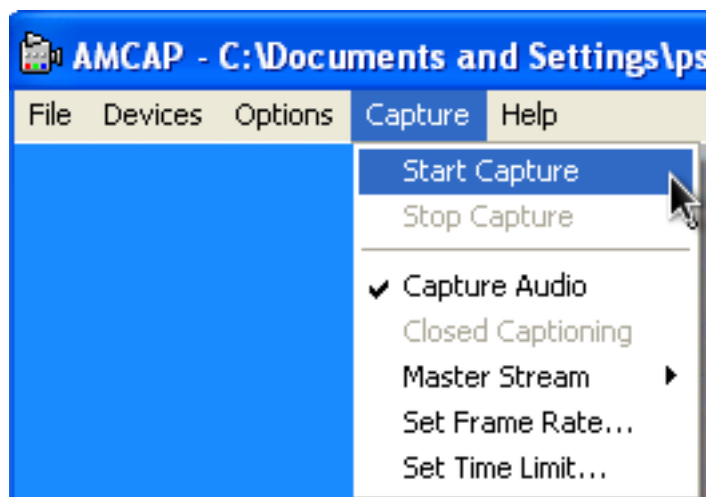 AMCAP - C:\Documents and Settings\ps
File Devices Options Capture Help
Start Capture
Stop Capture
Capture Audio
Closed Captioning
Master Stream
Set Frame Rate...
Set Time Limit...